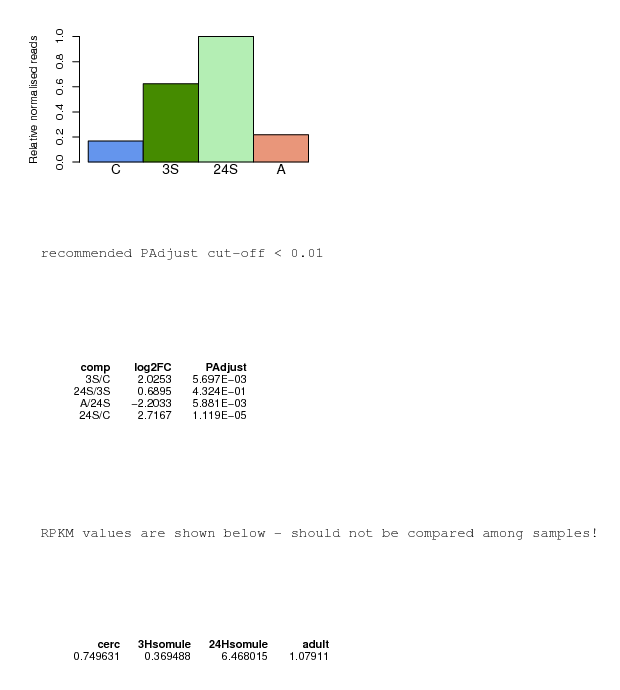 Relative normalised reads
1.0
0.8
0.6
0.4
0.2
0.0
C 3S 24S A
recommended PAdjust cut-off < 0.01
comp log2FC PAdjust
3S/C 2.0253 5.697E−03
24S/3S 0.6895 4.324E−01
A/24S −2.2033 5.881E−03
24S/C 2.7167 1.119E−05
RPKM values are shown below - should not be compared among samples!
cerc 3Hsomule 24Hsomule adult
0.749631 0.369488 6.468015 1.07911